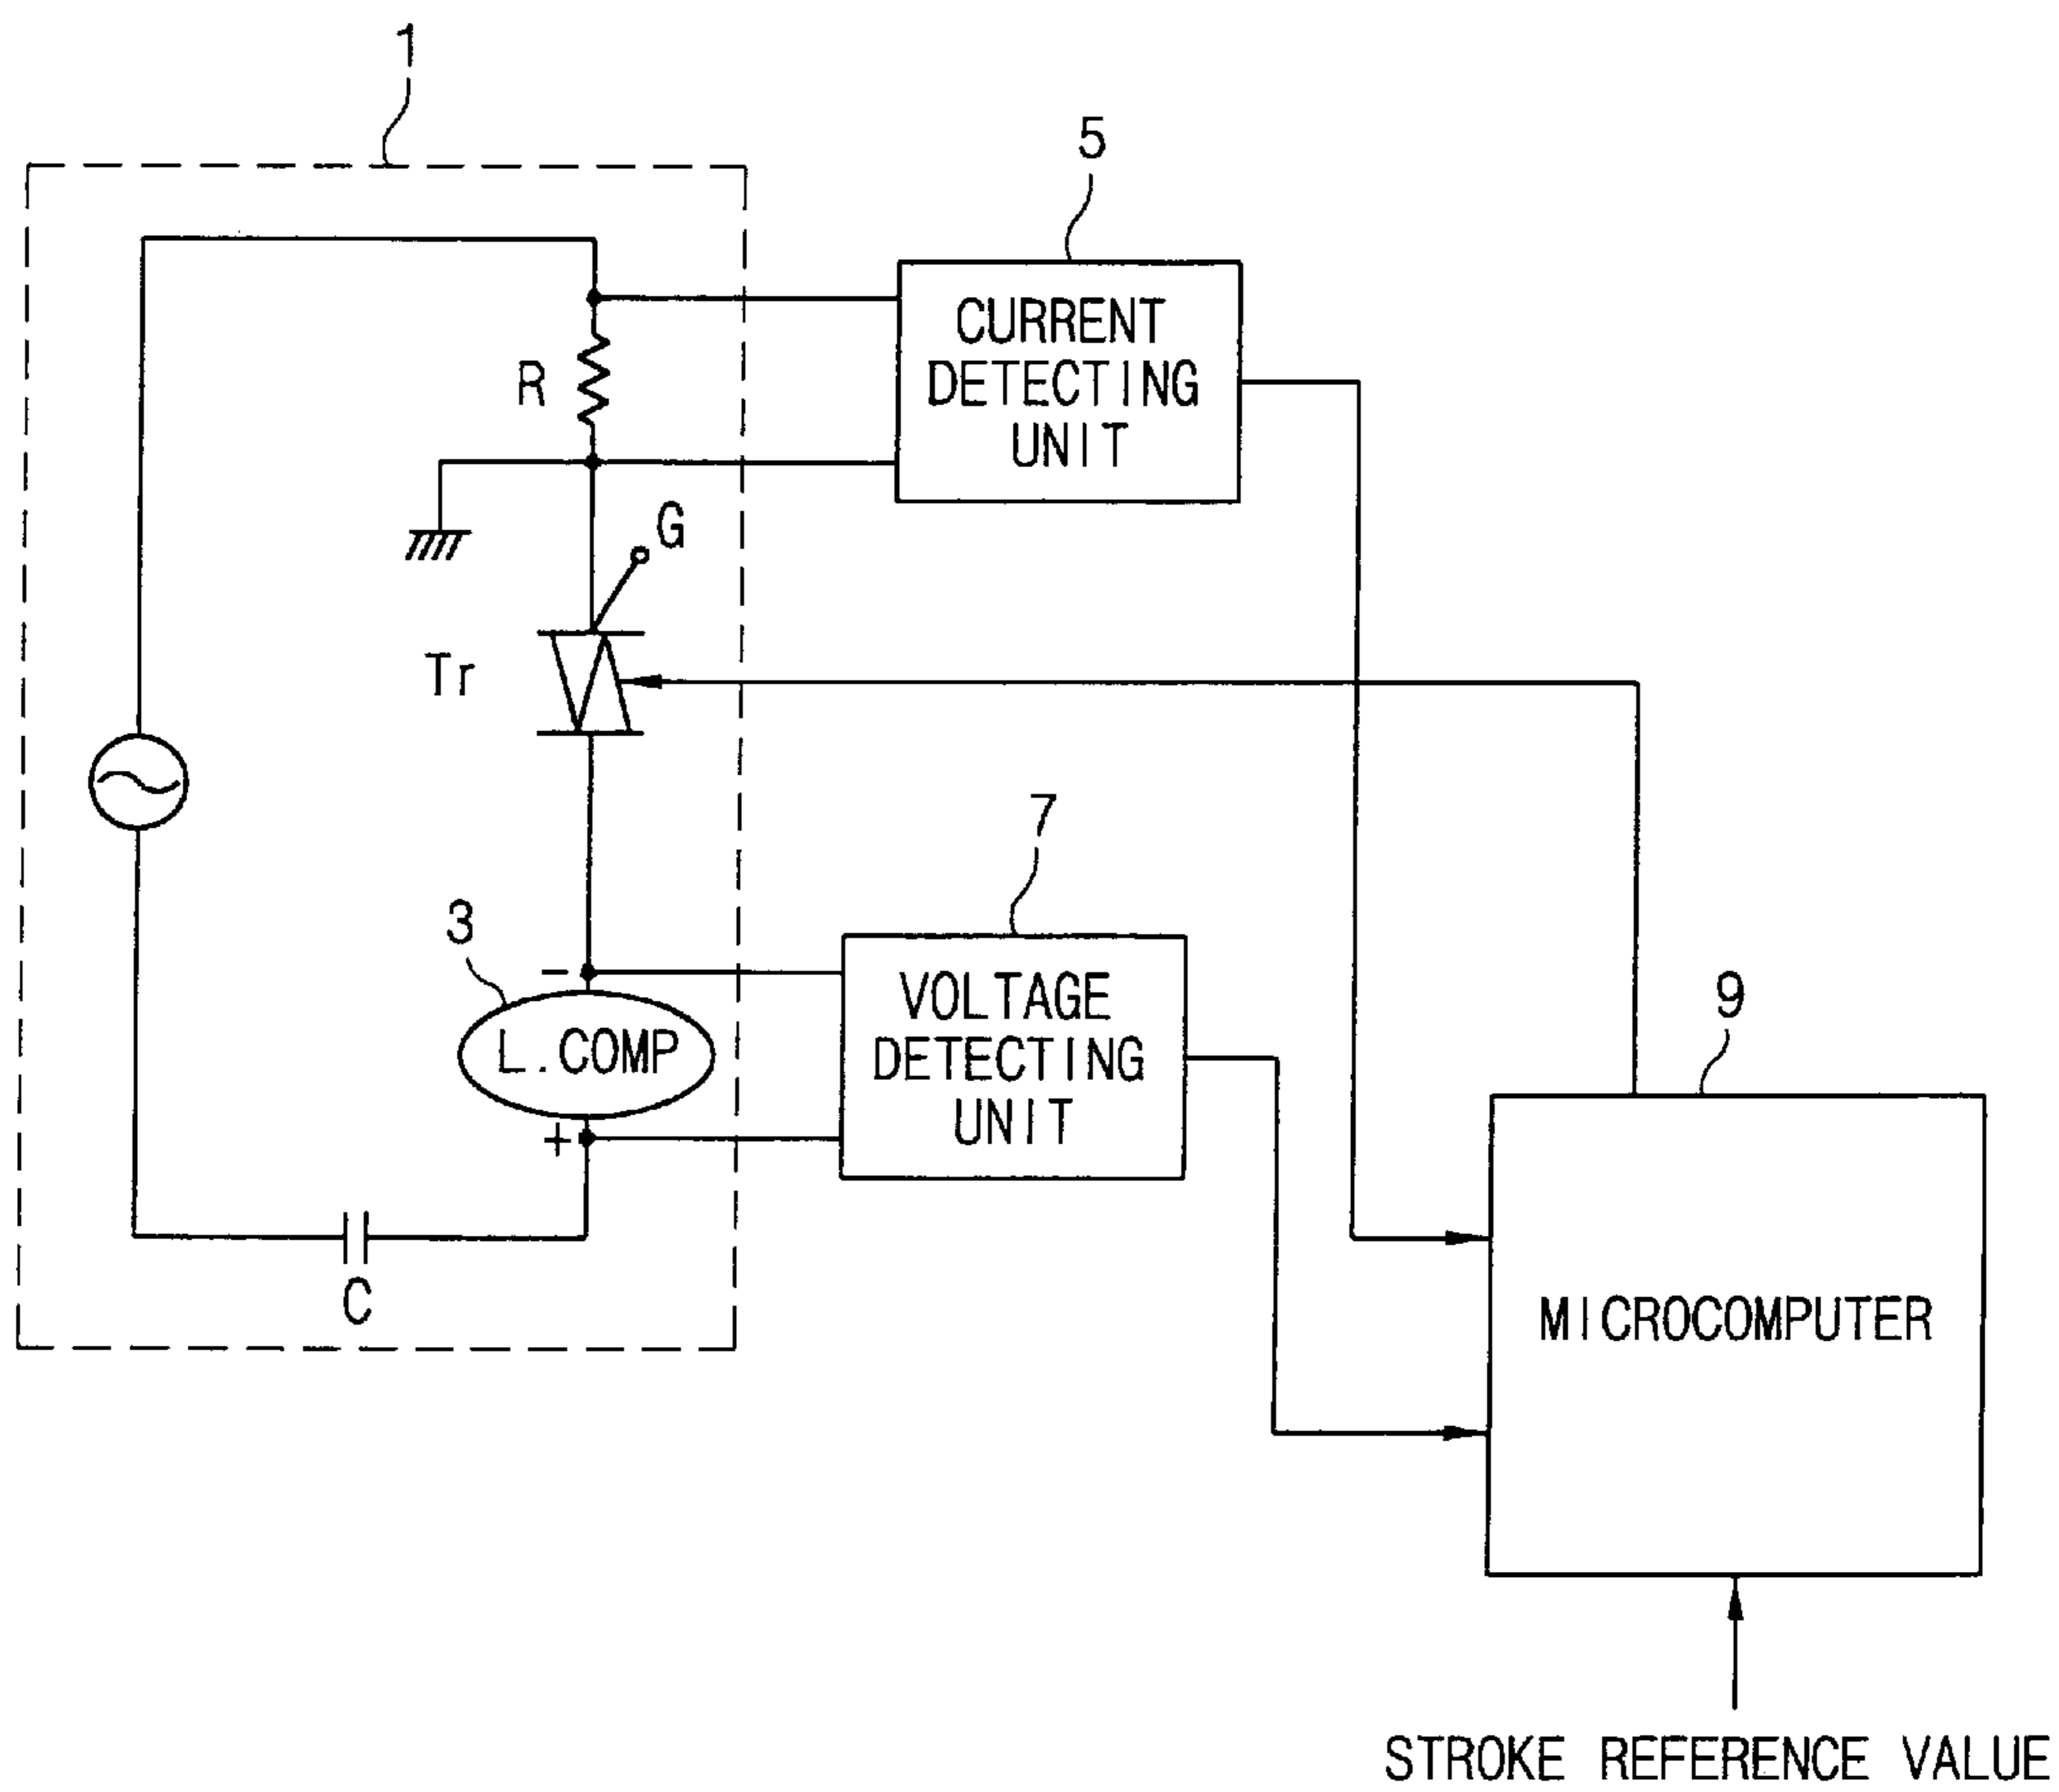 1
5
CURRENT
DETECTING
UNIT
R
G
Tr
7
3
-
VOLTAGE
DETECTING
UNIT
L.COMP
+
9
C
MICROCOMPUTER
STROKE REFERENCE VALUE